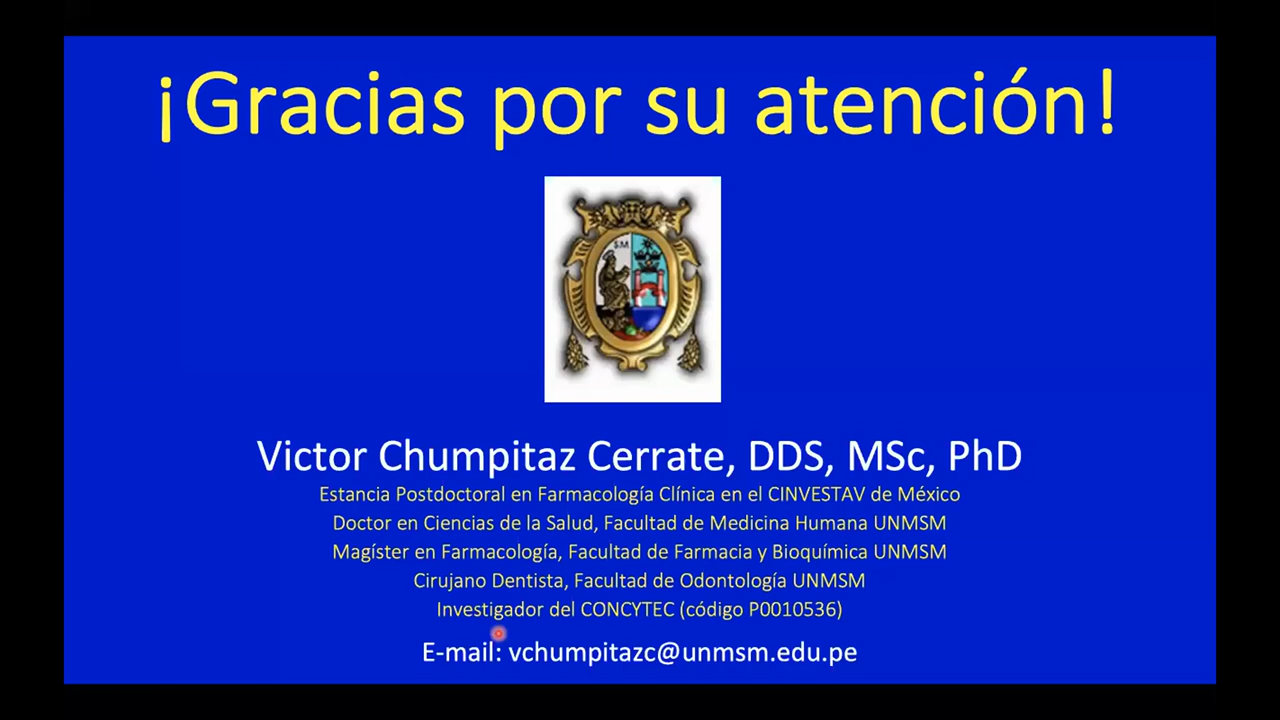 ¡Gracias por su atención!
S.M
Victor Chumpitaz Cerrate, DDS, MSc, PhD
Estancia Postdoctoral en Farmacología Clínica en el CINVESTAV de México
Doctor en Ciencias de la Salud, Facultad de Medicina Humana UNMSM
Magíster en Farmacología, Facultad de Farmacia y Bioquímica UNMSM
Cirujano Dentista, Facultad de Odontología UNMSM
Investigador del CONCYTEC (código P0010536)
E-mail: vchumpitazc@unmsm.edu.pe